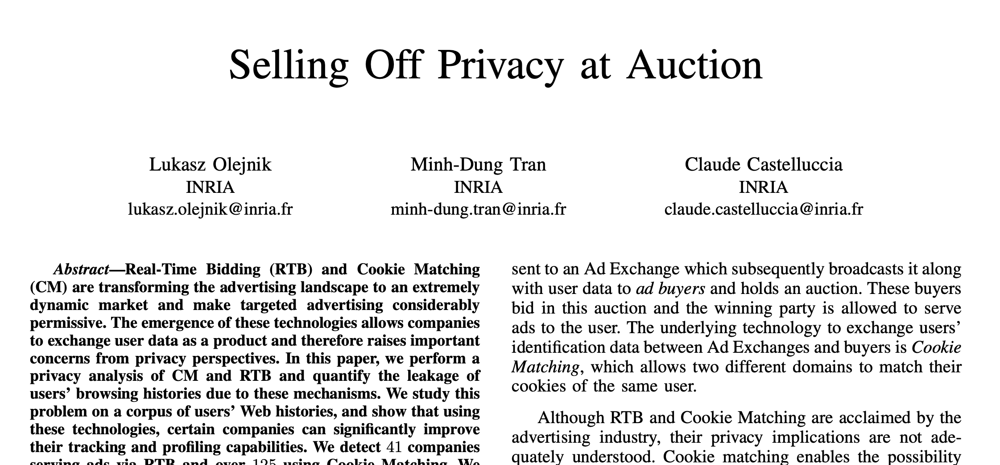 Selling Off Privacy at Auction
Lukasz Olejnik
INRIA
lukasz.olejnik@inria.fr
Minh-Dung Tran
INRIA
minh-dung.tran@inria.fr
Claude Castelluccia
INRIA
claude.castelluccia@inria.fr
Abstract—Real-Time Bidding (RTB) and Cookie Matching
(CM) are transforming the advertising landscape to an extremely
dynamic market and make targeted advertising considerably
permissive. The emergence of these technologies allows companies
to exchange user data as a product and therefore raises important
concerns from privacy perspectives. In this paper, we perform a
privacy analysis of CM and RTB and quantify the leakage of
users’ browsing histories due to these mechanisms. We study this
problem on a corpus of users’ Web histories, and show that using
these technologies, certain companies can significantly improve
their tracking and profiling capabilities. We detect 41 companies
serving ads via RTB and over 125 using Cookie Matching. We
sent to an Ad Exchange which subsequently broadcasts it along
with user data to ad buyers and holds an auction. These buyers
bid in this auction and the winning party is allowed to serve
ads to the user. The underlying technology to exchange users’
identification data between Ad Exchanges and buyers is Cookie
Matching, which allows two different domains to match their
cookies of the same user.
Although RTB and Cookie Matching are acclaimed by the
advertising industry, their privacy implications are not ade-
quately understood. Cookie matching enables the possibility